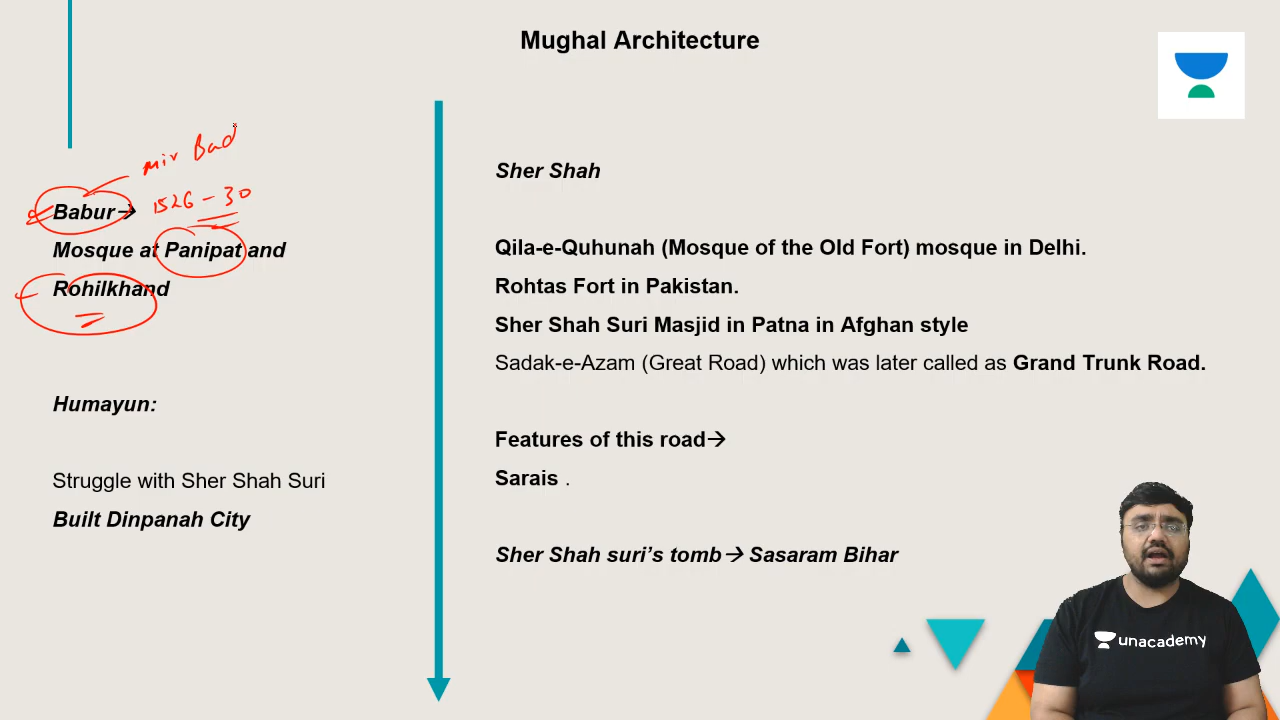 Mughal Architecture
mir Bad
Babur→ 1526 - 30
Mosque at Panipat and
Rohilkhand
Humayun:
Struggle with Sher Shah Suri
Built Dinpanah City
Sher Shah
Qila-e-Quhunah (Mosque of the Old Fort) mosque in Delhi.
Rohtas Fort in Pakistan.
Sher Shah Suri Masjid in Patna in Afghan style
Sadak-e-Azam (Great Road) which was later called as Grand Trunk Road.
Features of this road→
Sarais .
Sher Shah suri's tomb→ Sasaram Bihar
unacademy